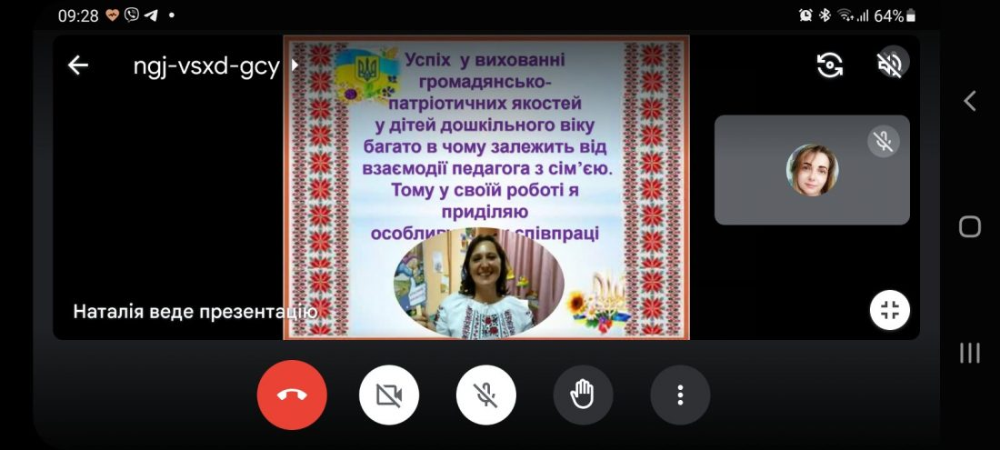 09:28
64%
ngj-vsxd-gcy
Успіх у вихованні
громадянсько-
патріотичних якостей
у дітей дошкільного віку
багато в чому залежить від
взаємодії педагога з сім’єю.
Тому у своїй роботі я
приділяю
співпраці
Наталія веде презентацію